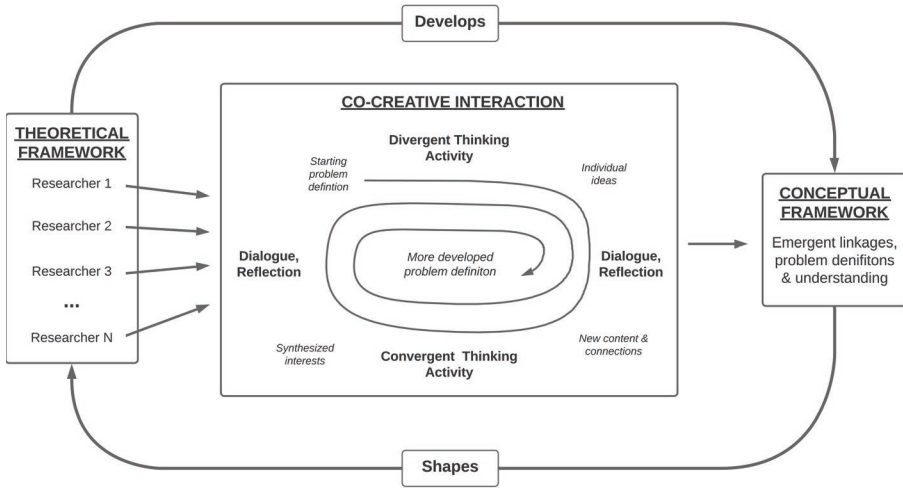 Develops
THEORETICAL
FRAMEWORK
Researcher 1
Researcher 2
Researcher 3
...
Researcher N
CO-CREATIVE INTERACTION
Divergent Thinking
Activity
Starting
problem
defintion
Individual
ideas
Dialogue,
Reflection
More developed
problem definiton
Dialogue,
Reflection
Synthesized
interests
Convergent Thinking
Activity
New content &
connections
CONCEPTUAL
FRAMEWORK
Emergent linkages,
problem denifitons
& understanding
Shapes